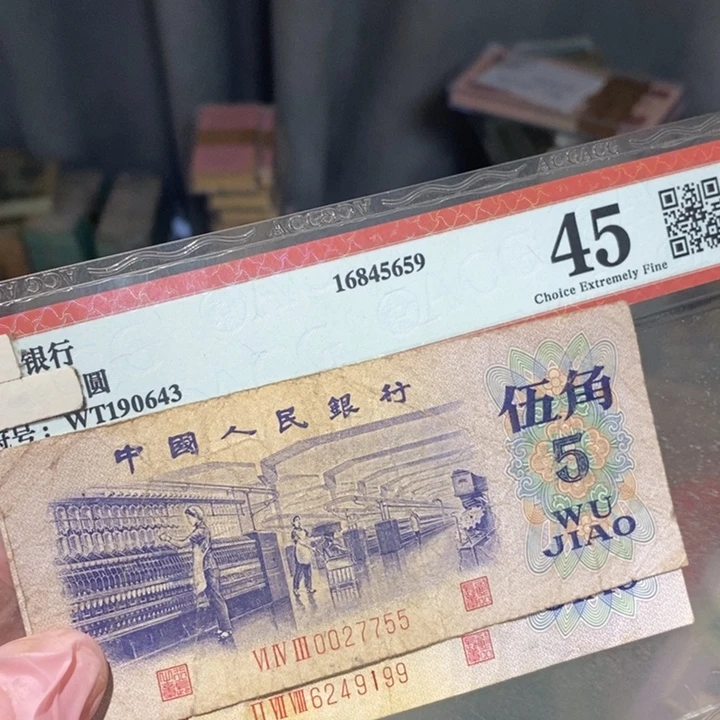 16845659
45
Choice Extremely Fine
银行
圆
号：WT190643
中國人民銀行
伍角
5
WU
JIAO
VI IV III 0027755
II VII VIII 6249199